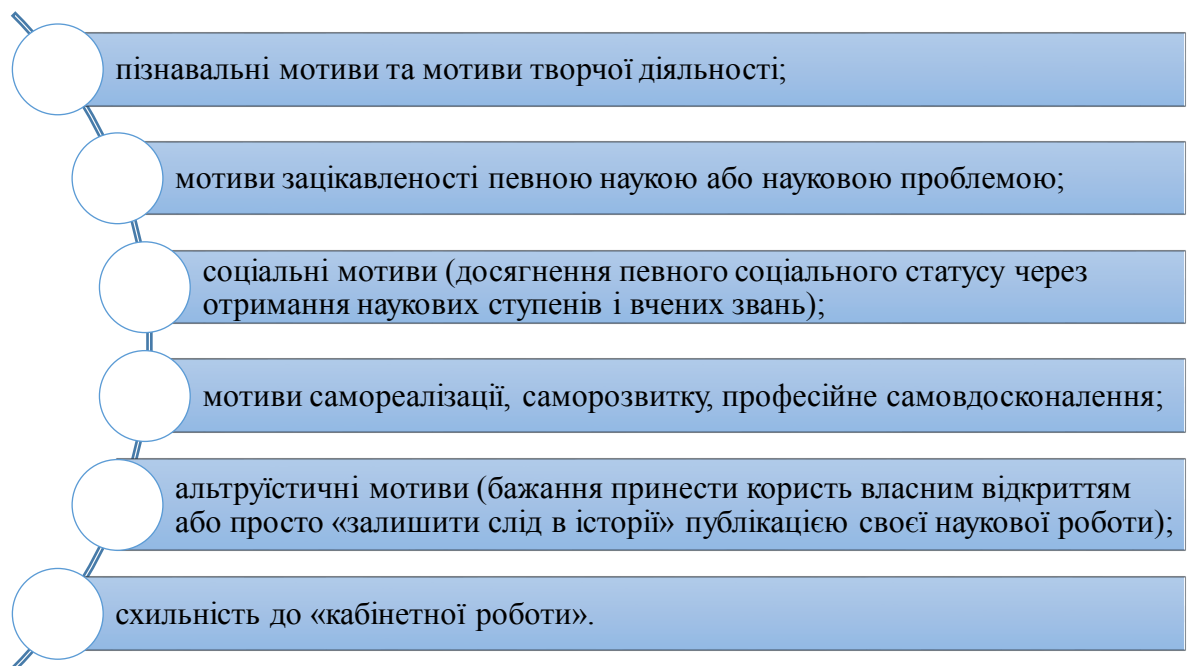 пізнавальні мотиви та мотиви творчої діяльності;
мотиви зацікавленості певною наукою або науковою проблемою;
соціальні мотиви (досягнення певного соціального статусу через
отримання наукових ступенів і вчених звань);
мотиви самореалізації, саморозвитку, професійне самовдосконалення;
альтруїстичні мотиви (бажання принести користь власним відкриттям
або просто «залишити слід в історії» публікацією своєї наукової роботи);
схильність до «кабінетної роботи».